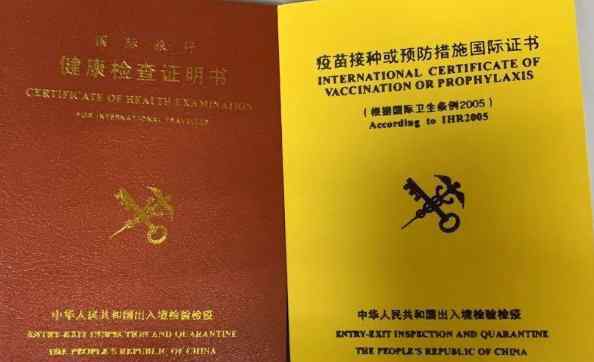 国际旅行
健康检查证明书
CERTIFICATE OF HEALTH EXAMINATION
FOR INTERNATIONAL TRAVELLER
中华人民共和国出入境检验检疫
ENTRY-EXIT INSPECTION AND QUARANTINE
THE PEOPLE'S REPUBLIC OF CHINA
疫苗接种或预防措施国际证书
INTERNATIONAL CERTIFICATE OF
VACCINATION OR PROPHYLAXIS
(根据国际卫生条例2005)
According to IHR2005
中华人民共和国出入境检验检疫
ENTRY-EXIT INSPECTION AND QUARANTINE
THE PEOPLE'S REPUBLIC OF CHINA